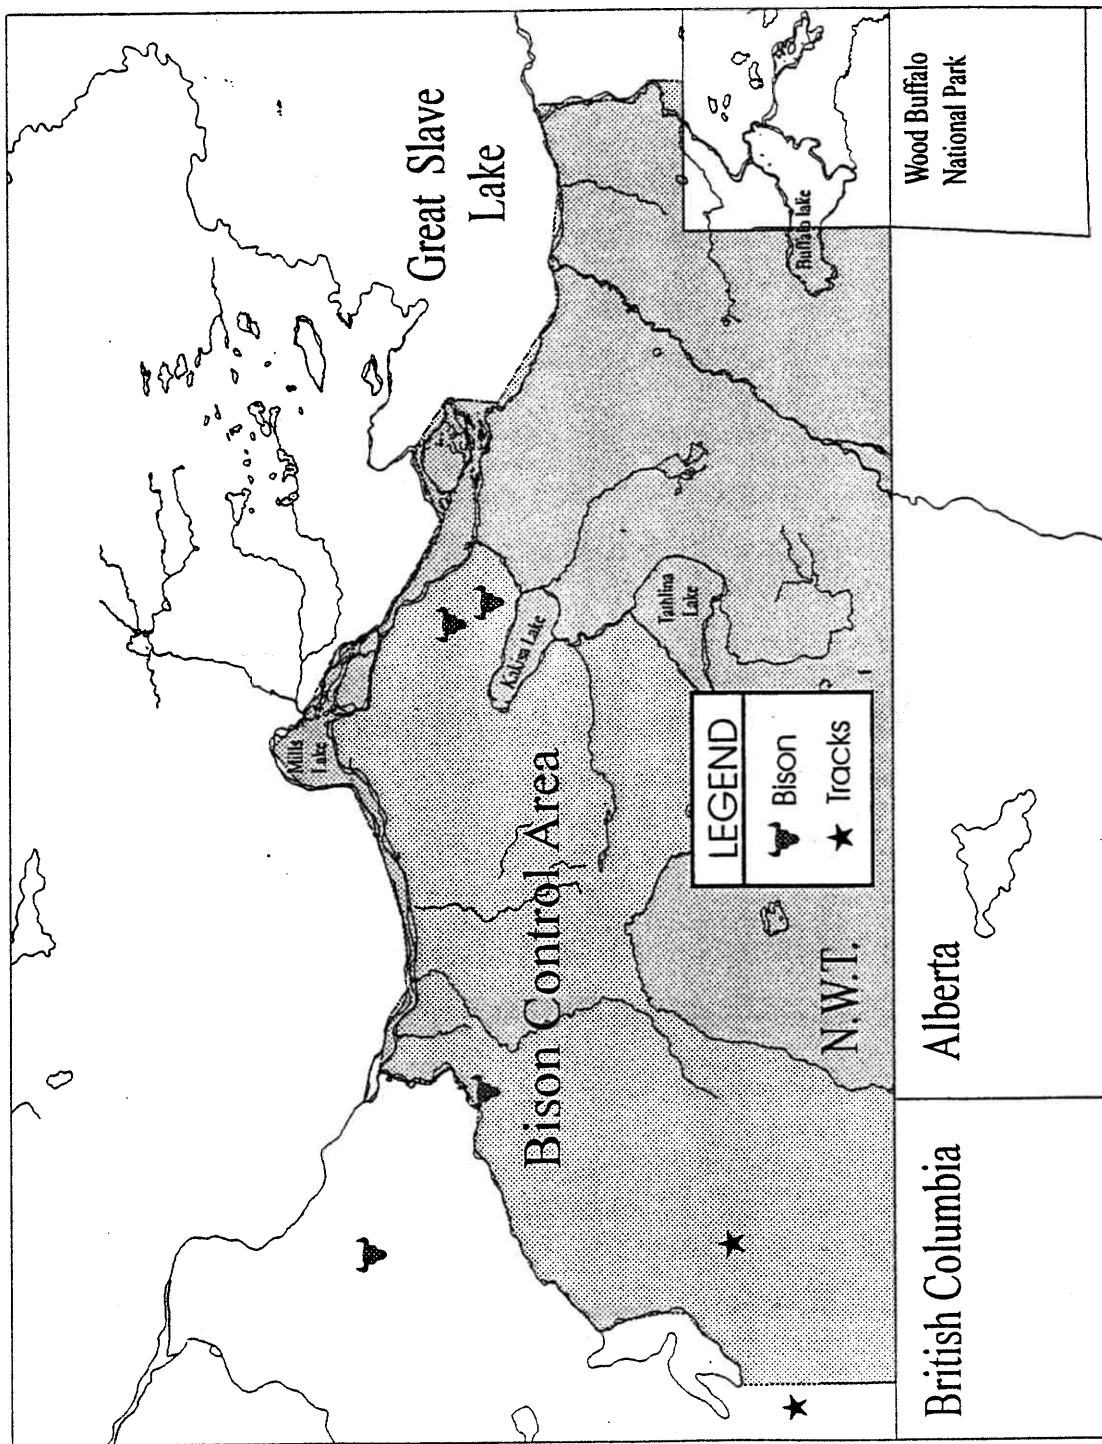 Great Slave
Lake
Mills
Lake
Kakisa Lake
Tathlina
Lake
Buffalo lake
Wood Buffalo
National Park
Bison Control Area
LEGEND
Bison
Tracks
N.W.T.
Alberta
British Columbia